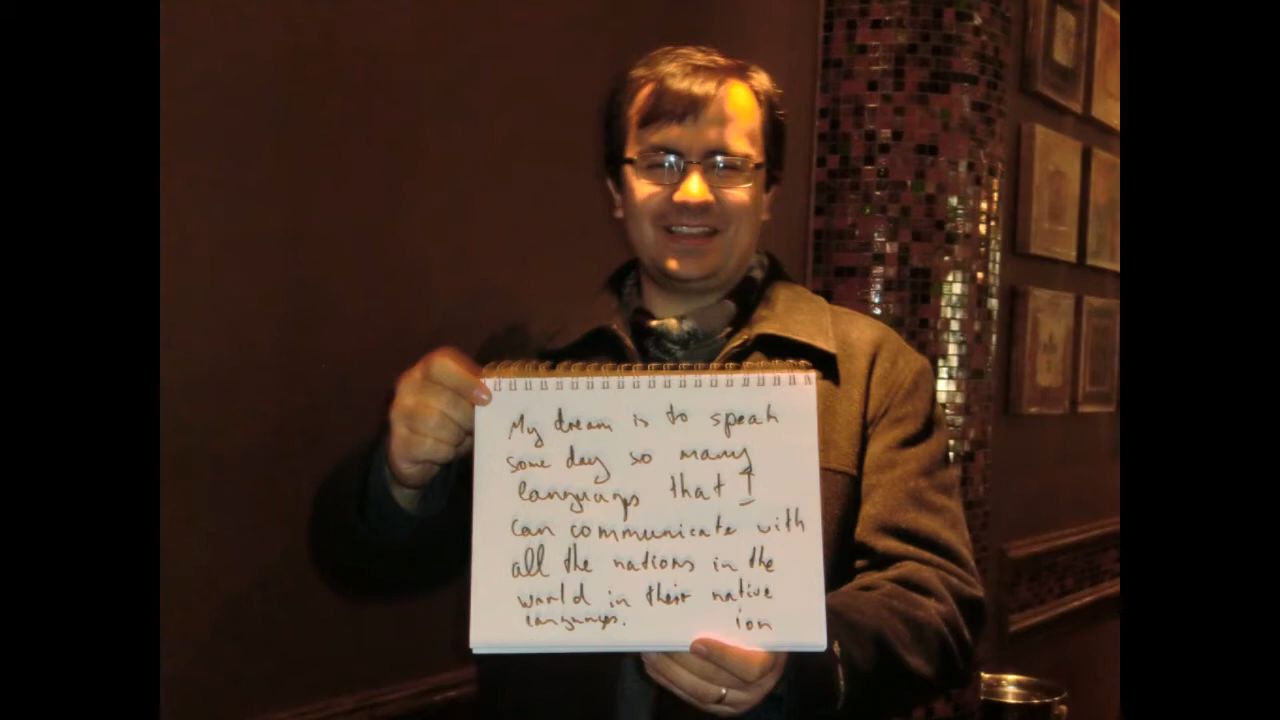 My dream is to speak
some day so many
languages that I
can communicate with
all the nations in the
world in their native
languages. ion